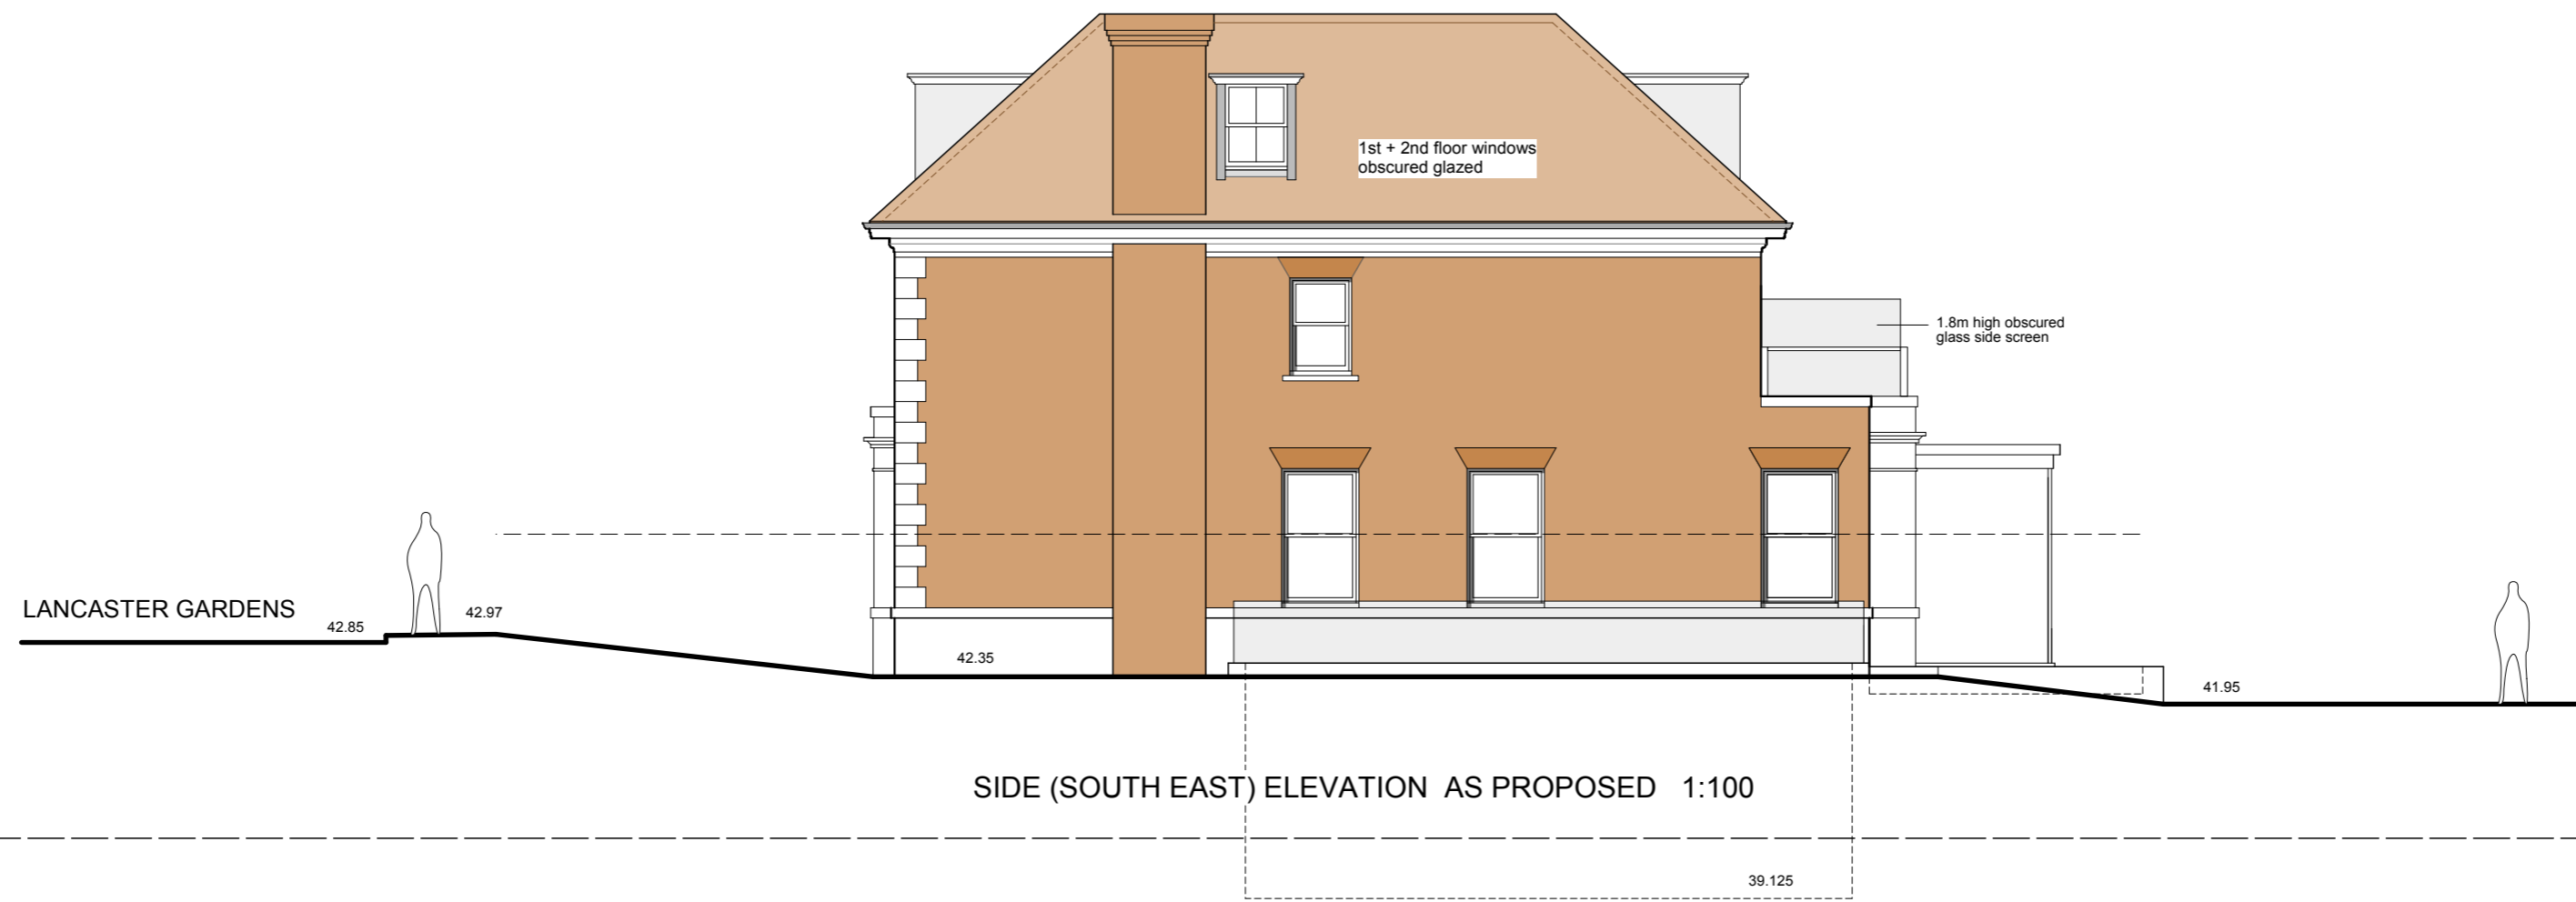 1st + 2nd floor windows
obscured glazed
1.8m high obscured
glass side screen
LANCASTER GARDENS
42.85
42.97
42.35
41.95
SIDE (SOUTH EAST) ELEVATION AS PROPOSED 1:100
39.125